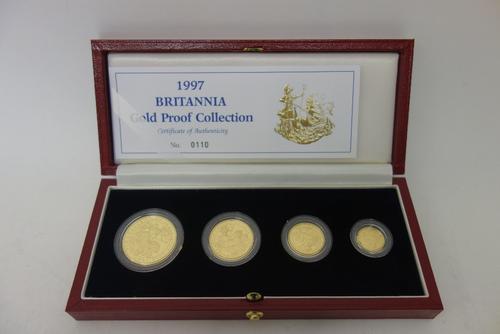 1997
BRITANNIA
Gold Proof Collection
Certificate of Authenticity
No. 0110